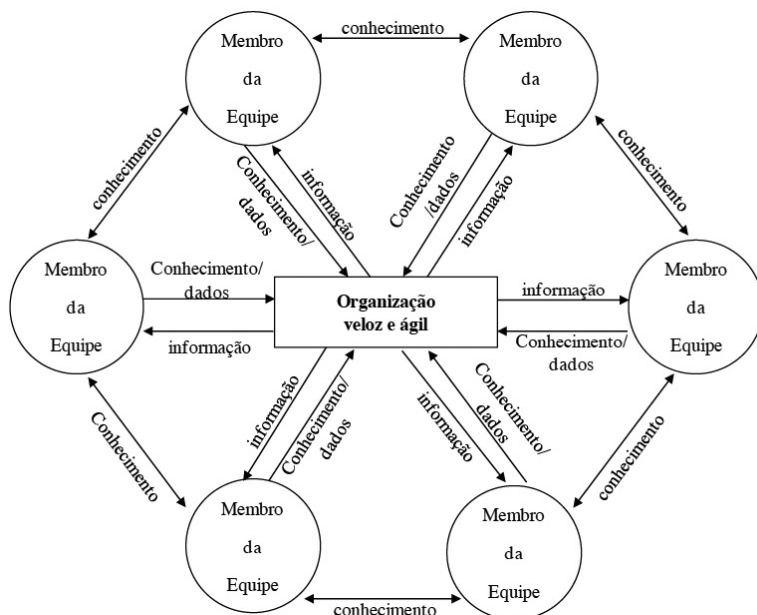 Membro
da
Equipe
conhecimento
Membro
da
Equipe
conhecimento
Conhecimento/
dados
informação
Conhecimento
/dados
informação
conhecimento
Membro
da
Equipe
Conhecimento/
dados
informação
Organização
veloz e ágil
informação
Conhecimento/
dados
Membro
da
Equipe
Conhecimento
informação
Conhecimento/
dados
Conhecimento/
dados
informação
conhecimento
Membro
da
Equipe
conhecimento
Membro
da
Equipe